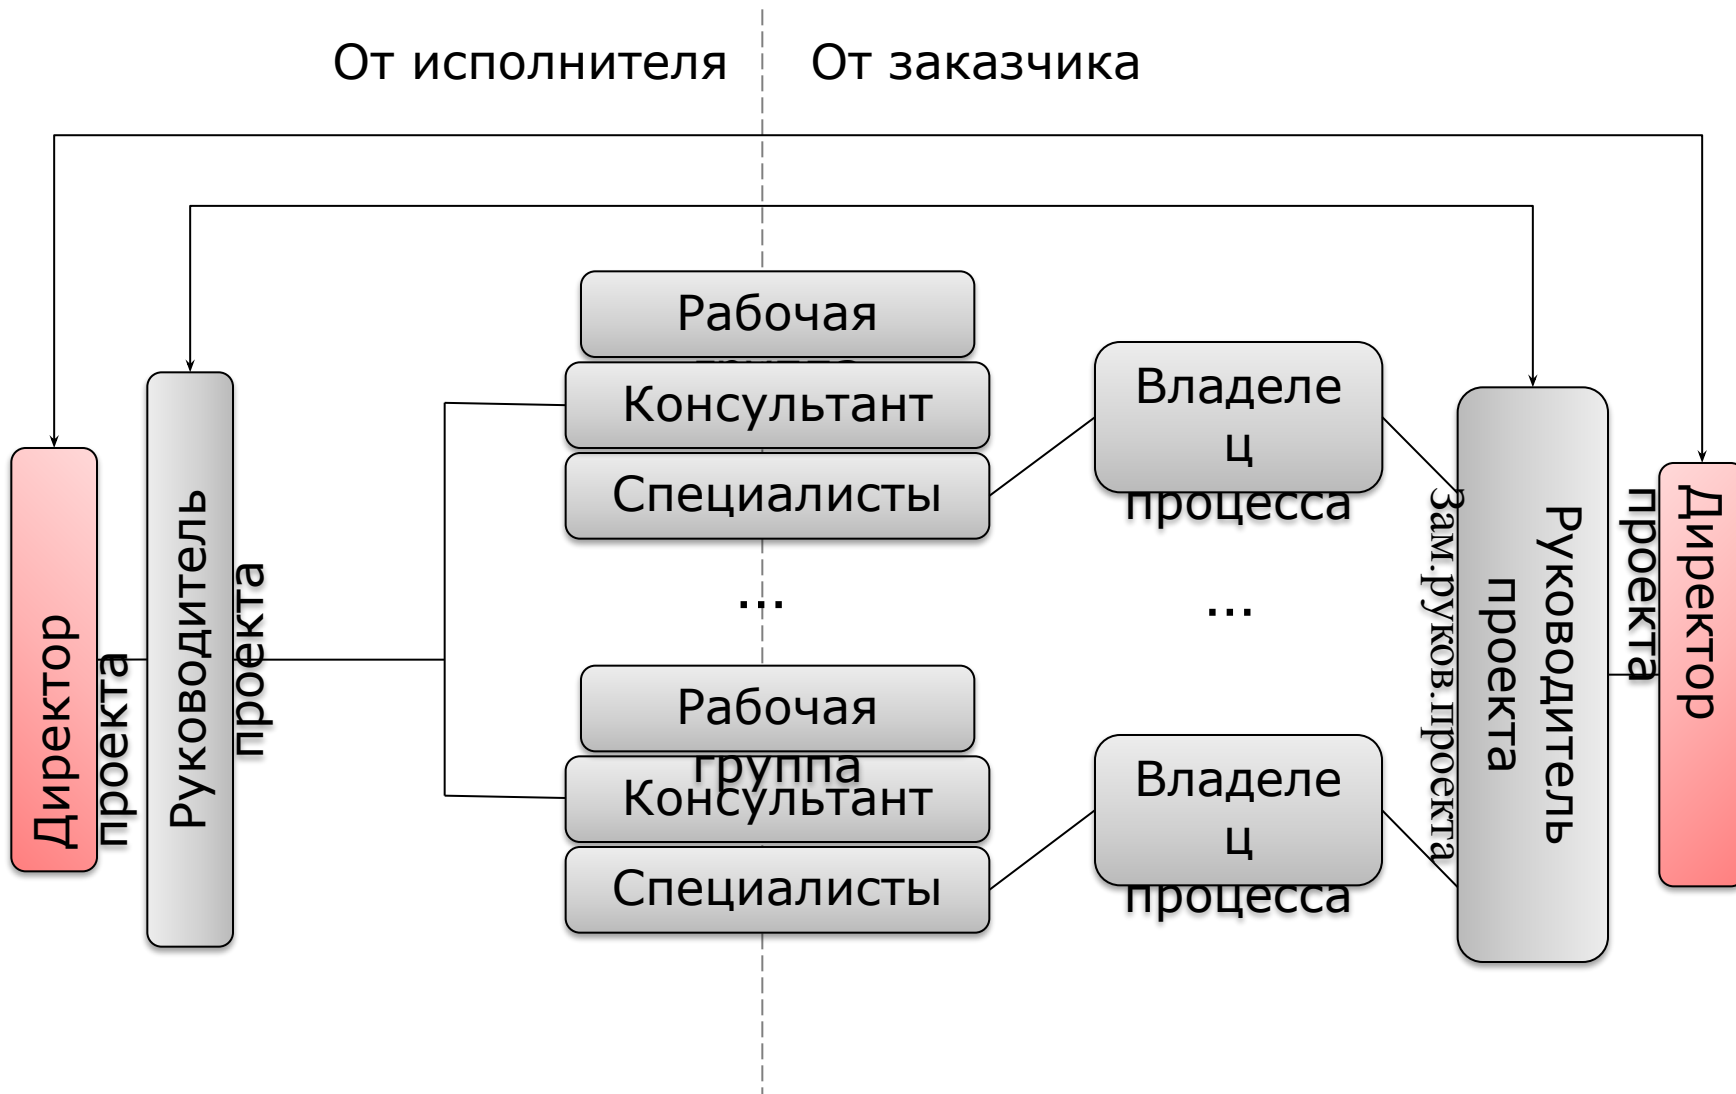 От исполнителя
От заказчика
Рабочая
группа
Консультант
Специалисты
...
Рабочая
группа
Консультант
Специалисты
Владеле
ц
процесса
...
Владеле
ц
процесса
Директор
проекта
Руководитель
проекта
Зам.руков.проекта
Руководитель
проекта
Директор
проекта